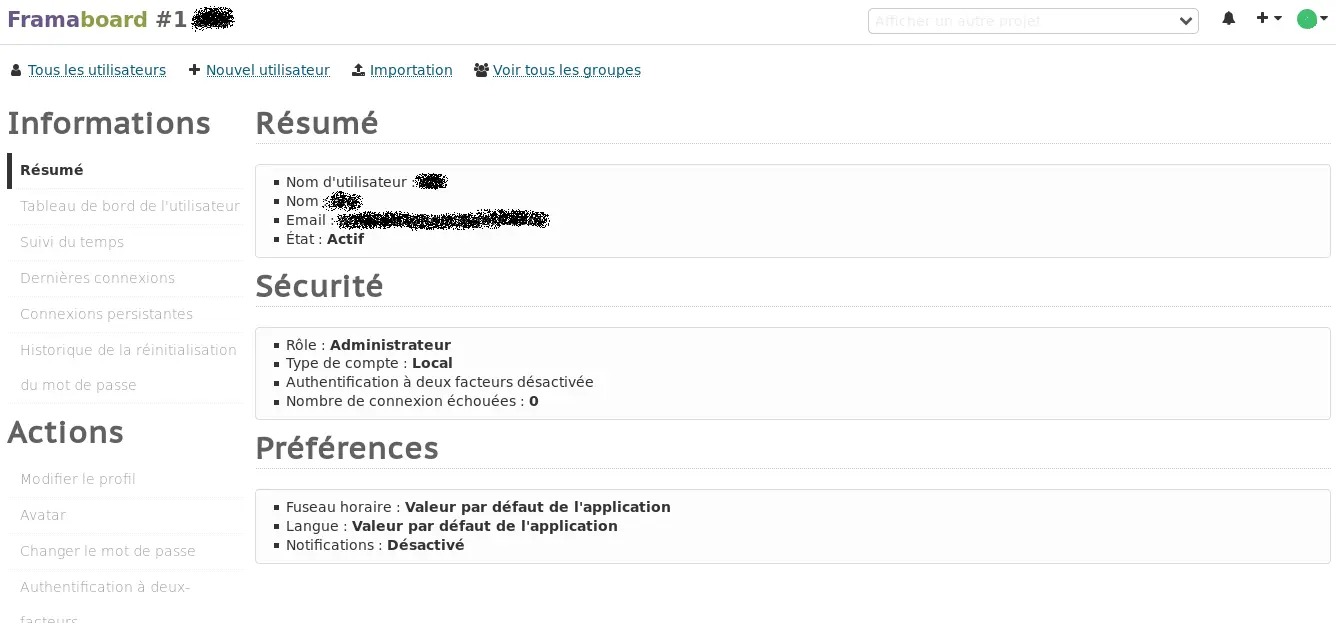 Framaboard #1
Afficher un autre projet
Tous les utilisateurs
Nouvel utilisateur
Importation
Voir tous les groupes
Informations
Résumé
Tableau de bord de l'utilisateur
Suivi du temps
Dernières connexions
Connexions persistantes
Historique de la réinitialisation
du mot de passe
Actions
Modifier le profil
Avatar
Changer le mot de passe
Authentification à deux-
facteurs
Résumé
Nom d'utilisateur :
Nom :
Email :
État : Actif
Sécurité
Rôle : Administrateur
Type de compte : Local
Authentification à deux facteurs désactivée
Nombre de connexion échouées : 0
Préférences
Fuseau horaire : Valeur par défaut de l'application
Langue : Valeur par défaut de l'application
Notifications : Désactivé